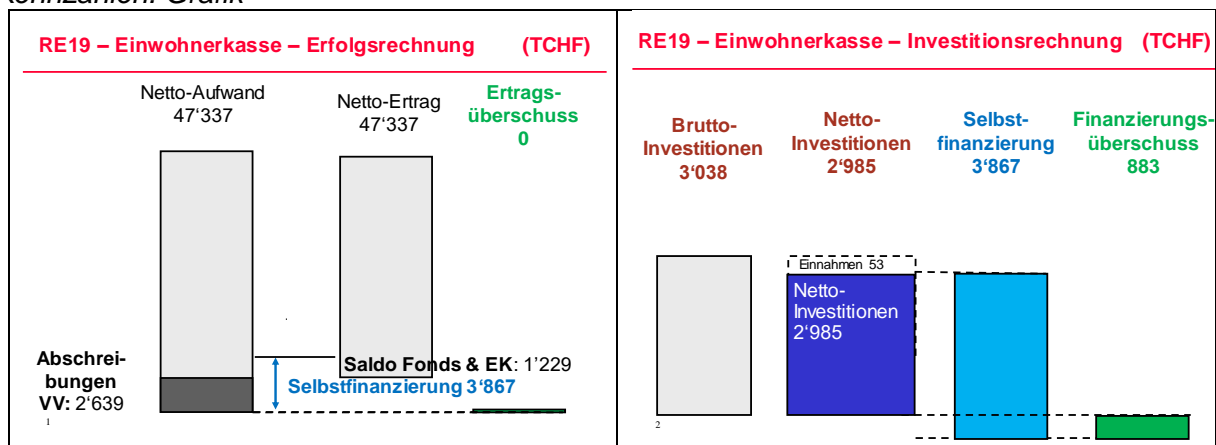 RE19 – Einwohnerkasse – Erfolgsrechnung (TCHF)
Netto-Aufwand
47‘337
Netto-Ertrag
47‘337
Ertrags-
überschuss
0
Abschrei-
bungen
VV: 2‘639
Saldo Fonds & EK: 1’229
Selbstfinanzierung 3‘867
1
RE19 – Einwohnerkasse – Investitionsrechnung (TCHF)
Brutto-
Investitionen
3‘038
Netto-
Investitionen
2‘985
Selbst-
finanzierung
3‘867
Finanzierungs-
überschuss
883
Einnahmen 53
Netto-
Investitionen
2‘985
2